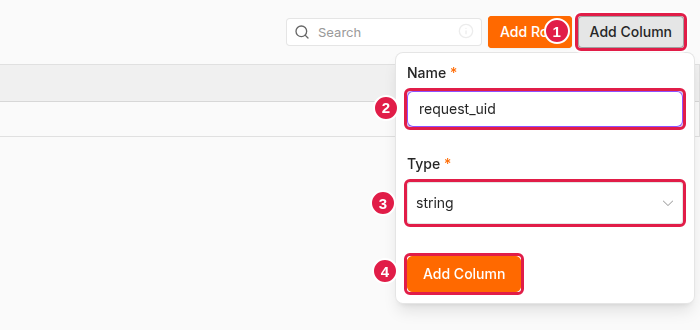 Search
Add Ro
1
Add Column
Name *
2
request_uid
Type *
3
string
4
Add Column